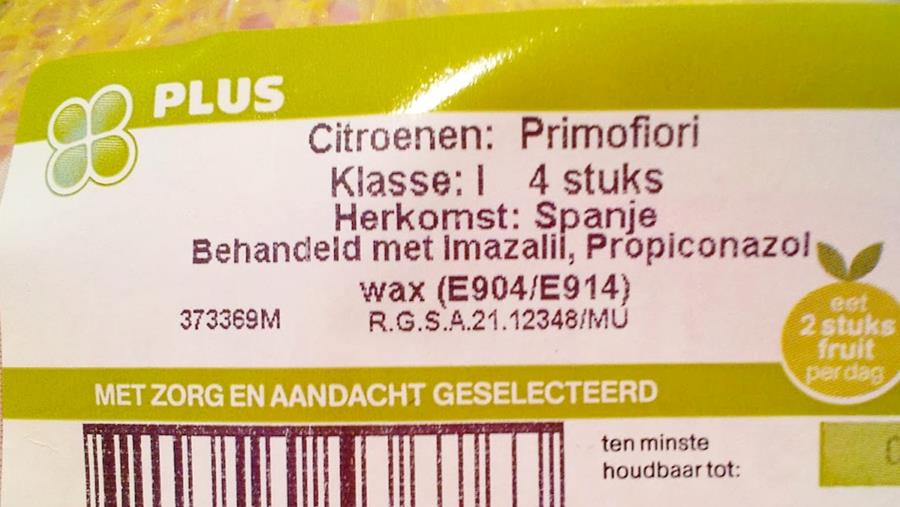 PLUS
Citroenen: Primofiori
Klasse: I 4 stuks
Herkomst: Spanje
Behandeld met Imazalil, Propiconazol
wax (E904/E914)
373369M R.G.S.A.21.12348/MU
eet
2 stuks
fruit
per dag
MET ZORG EN AANDACHT GESELECTEERD
ten minste
houdbaar tot: